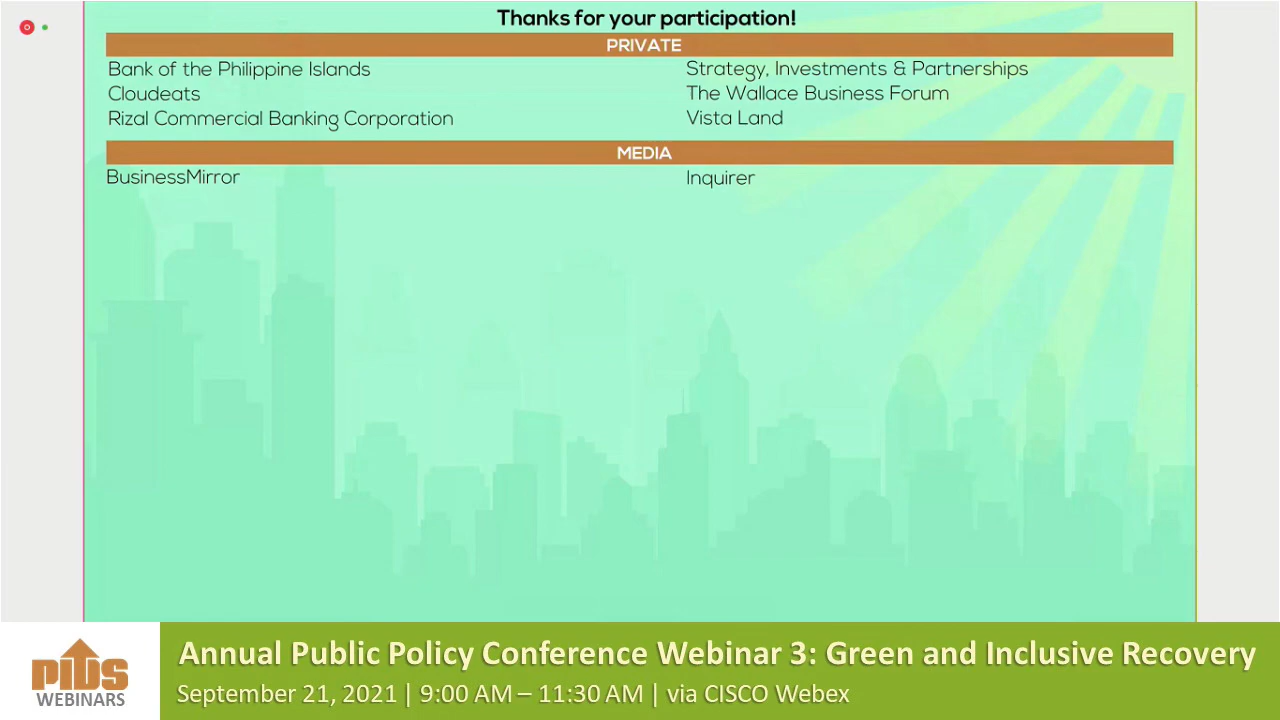 Thanks for your participation!
PRIVATE
Bank of the Philippine Islands
Cloudeats
Rizal Commercial Banking Corporation
Strategy, Investments & Partnerships
The Wallace Business Forum
Vista Land
MEDIA
BusinessMirror
Inquirer
PIDS
WEBINARS
Annual Public Policy Conference Webinar 3: Green and Inclusive Recovery
September 21, 2021 | 9:00 AM – 11:30 AM | via CISCO Webex